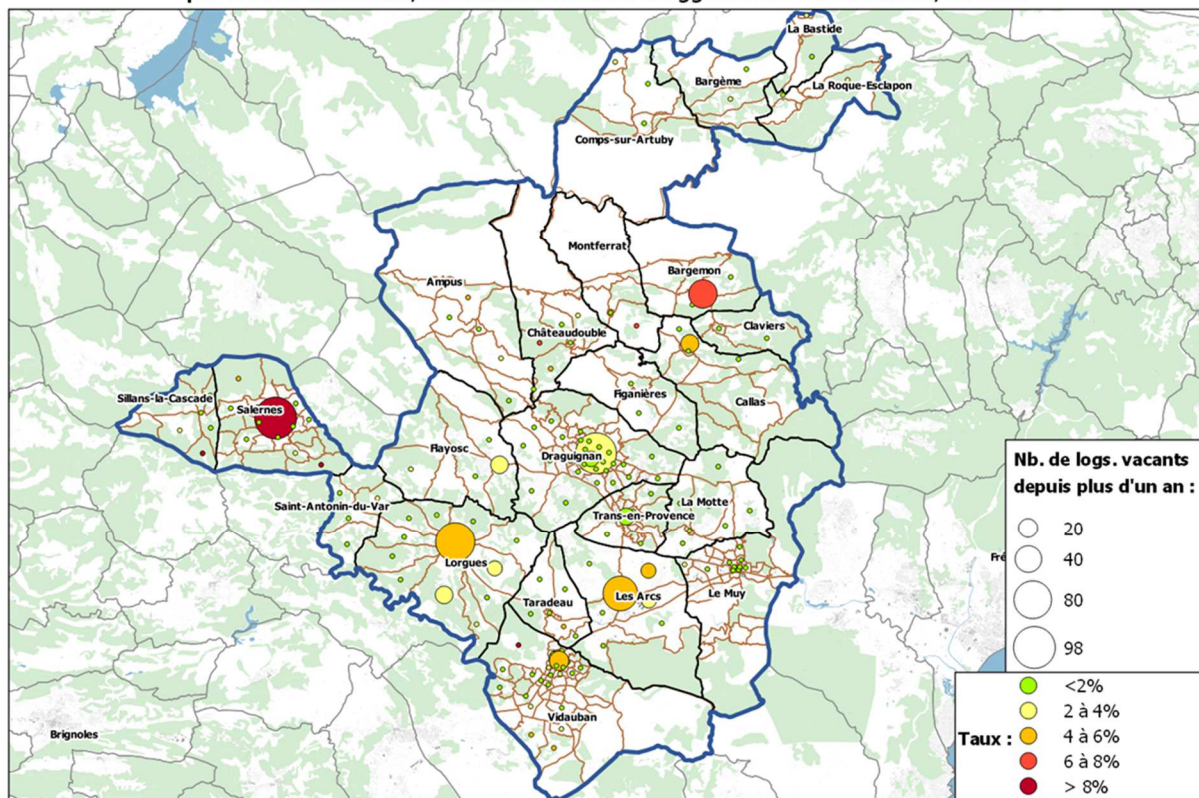 La Bastide
Bargème
La Roque-Esclapon
Comps-sur-Artuby
Montferrat
Bargemon
Ampus
Claviers
Châteaudouble
Sillans-la-Cascade
Salernes
Figanières
Callas
Flayosc
Draguignan
La Motte
Saint-Antonin-du-Var
Trans-en-Provence
Lorgues
Les Arcs
Le Muy
Taradeau
Vidauban
Brignoles
Fré
Nb. de logs. vacants
depuis plus d'un an :
20
40
80
98
Taux :
<2%
2 à 4%
4 à 6%
6 à 8%
> 8%